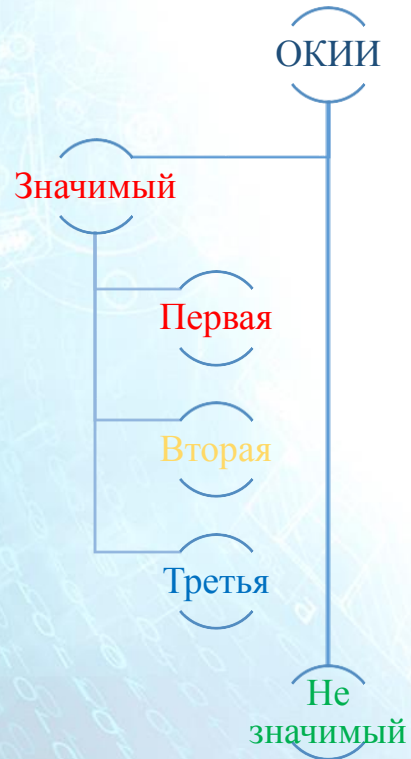 ОКИИ
Значимый
Первая
Вторая
Третья
Не
значимый